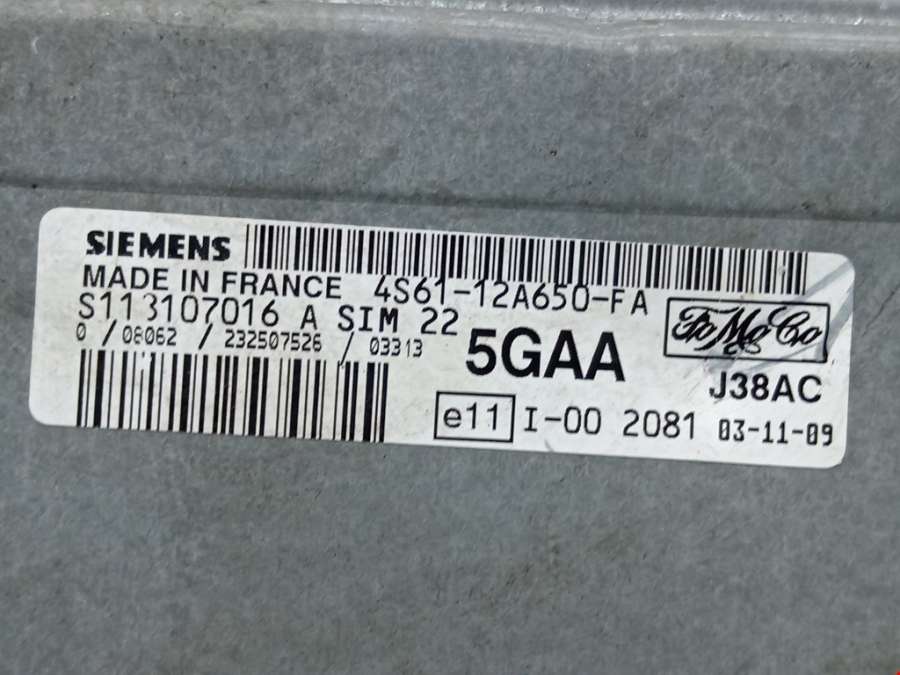 SIEMENS
MADE IN FRANCE 4S61-12A650-FA
S113107016 A SIM 22
0 / 08062 / 232507526 / 03313
5GAA
FoMoCo
J38AC
e11 I-00 2081 03-11-09